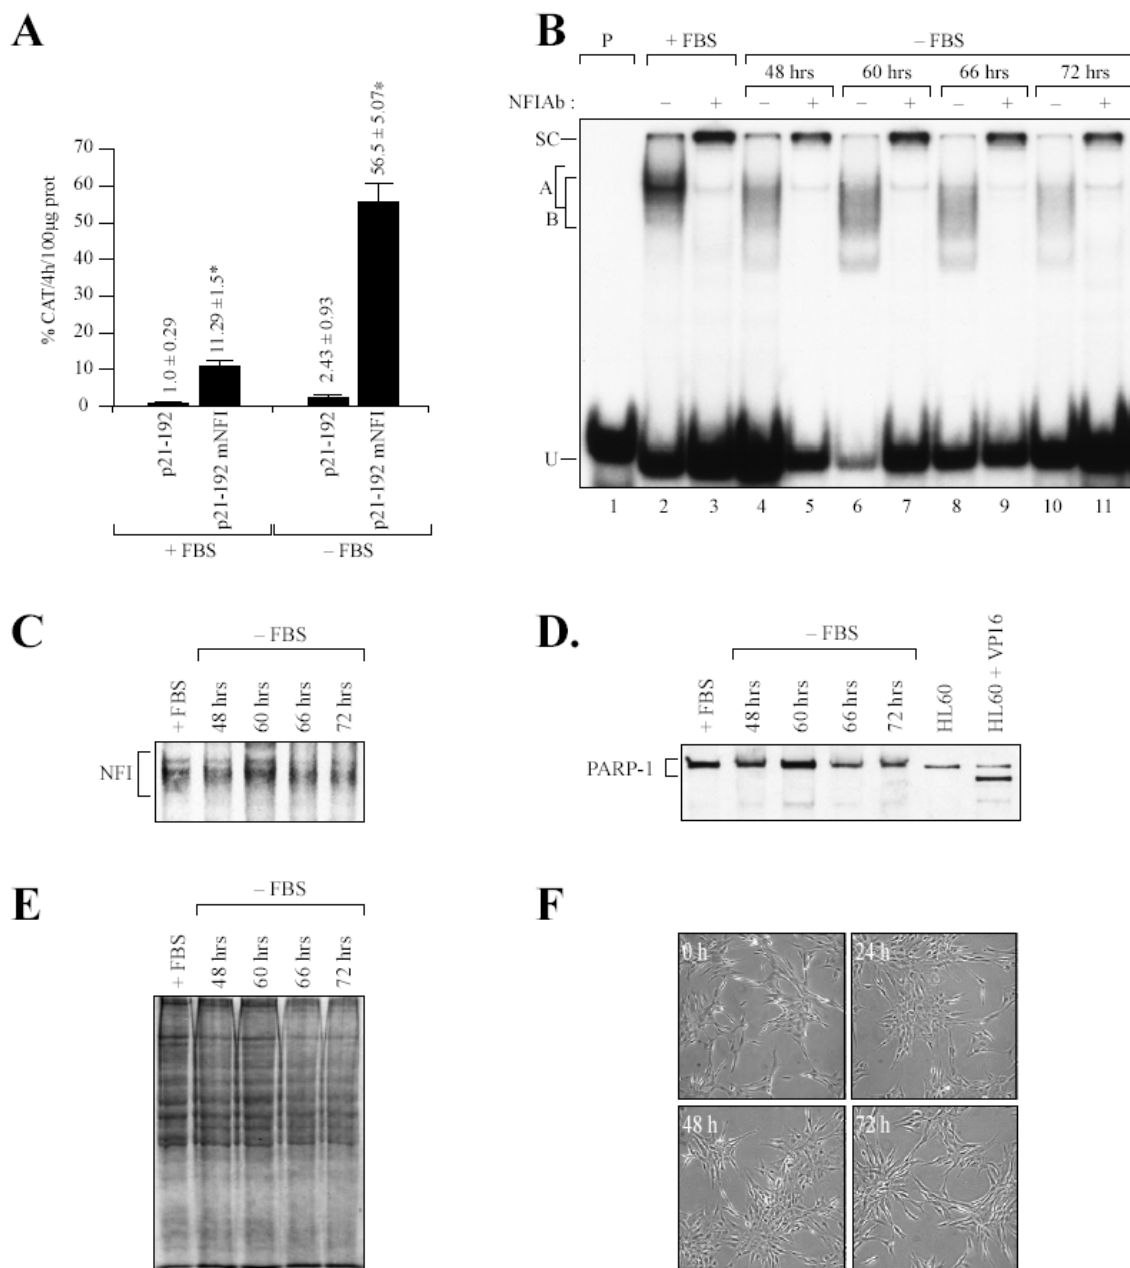 A
% CAT/4h/100µg prot
70
60
50
40
30
20
10
0
1.0 ± 0.29
11.29 ±1.5*
2.43 ± 0.93
56.5 ± 5.07*
p21-192
p21-192 mNFI
p21-192
p21-192 mNFI
+ FBS
– FBS
B
P
+ FBS
– FBS
48 hrs
60 hrs
66 hrs
72 hrs
NFIAb :
– + – + – + – + – +
SC
A
B
U
1 2 3 4 5 6 7 8 9 10 11
C
– FBS
+ FBS
48 hrs
60 hrs
66 hrs
72 hrs
NFI
D.
– FBS
+ FBS
48 hrs
60 hrs
66 hrs
72 hrs
HL60
HL60 + VP16
PARP-1
E
– FBS
+ FBS
48 hrs
60 hrs
66 hrs
72 hrs
F
0 h
24 h
48 h
72 h